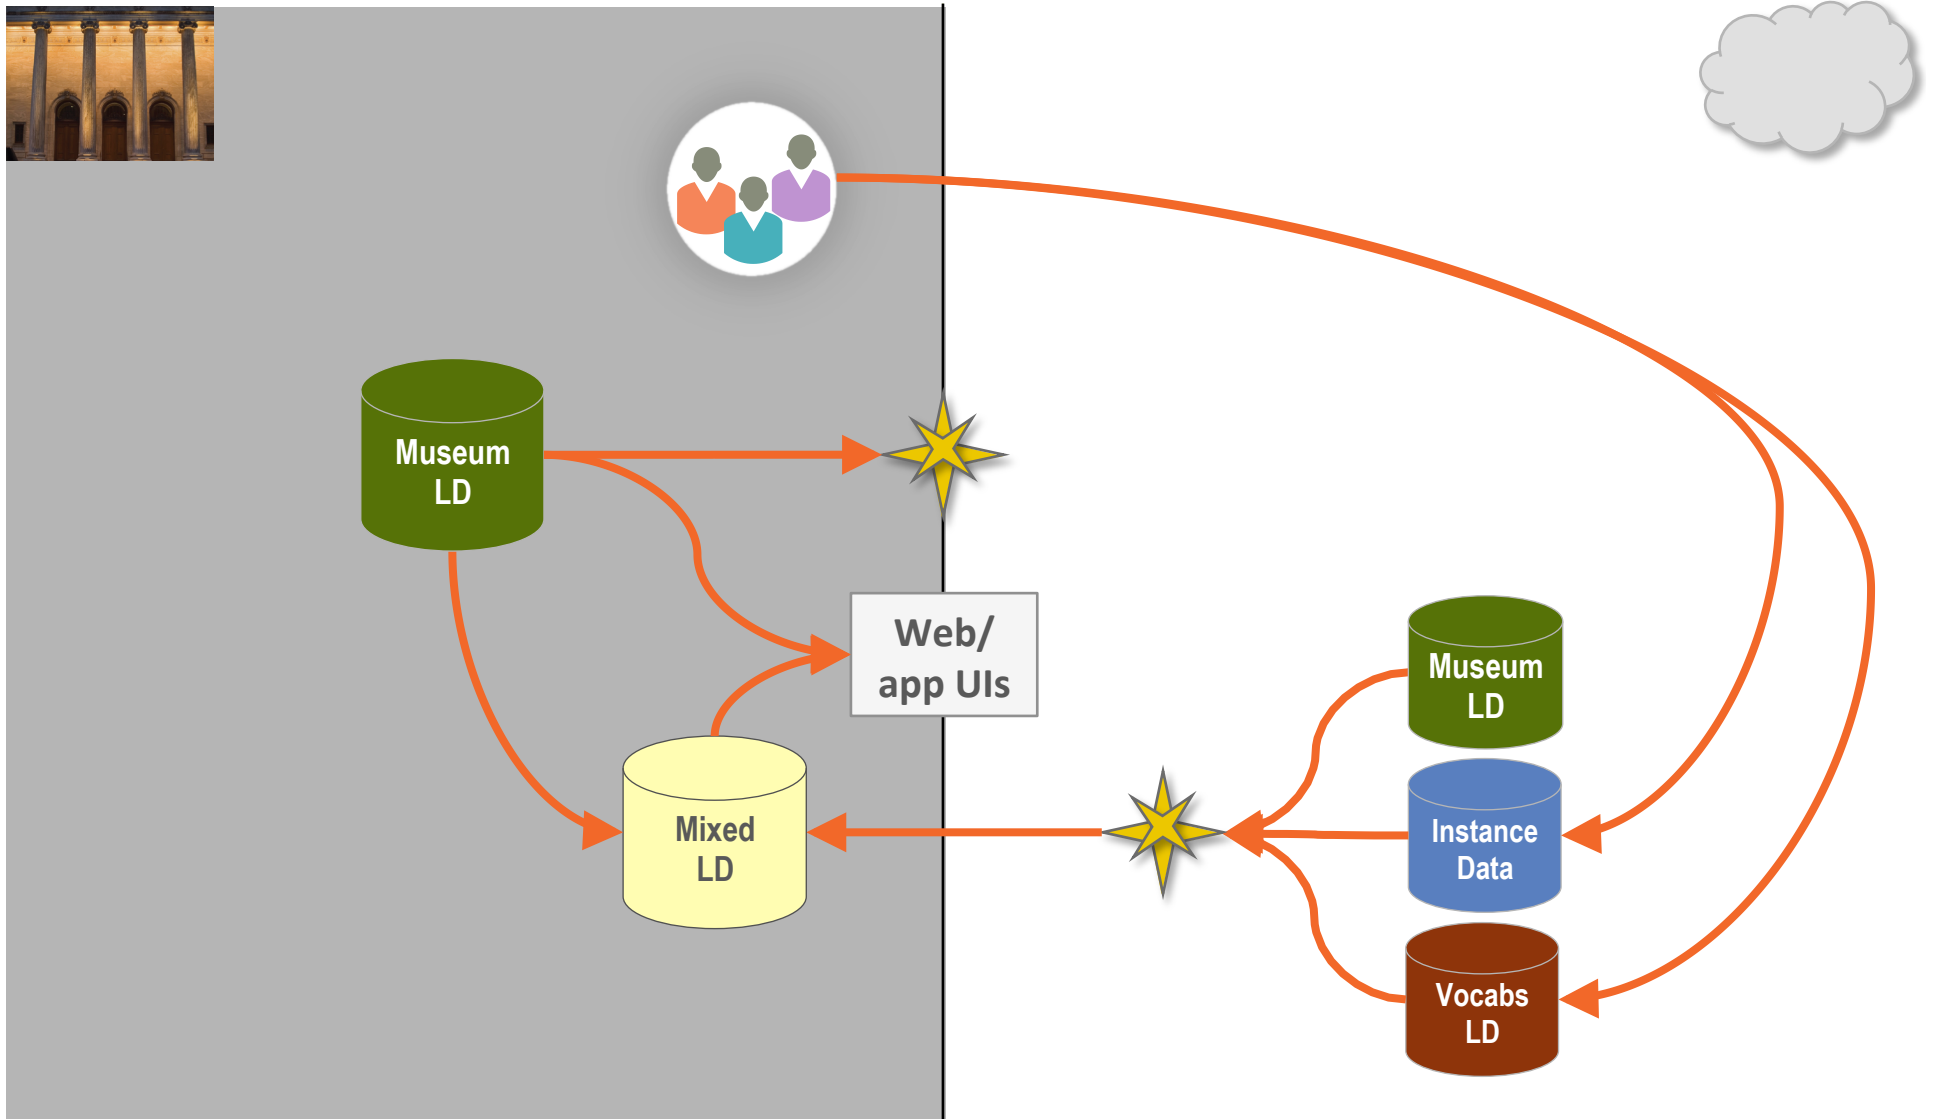 Museum
LD
Web/
app UIs
Mixed
LD
Museum
LD
Instance
Data
Vocabs
LD